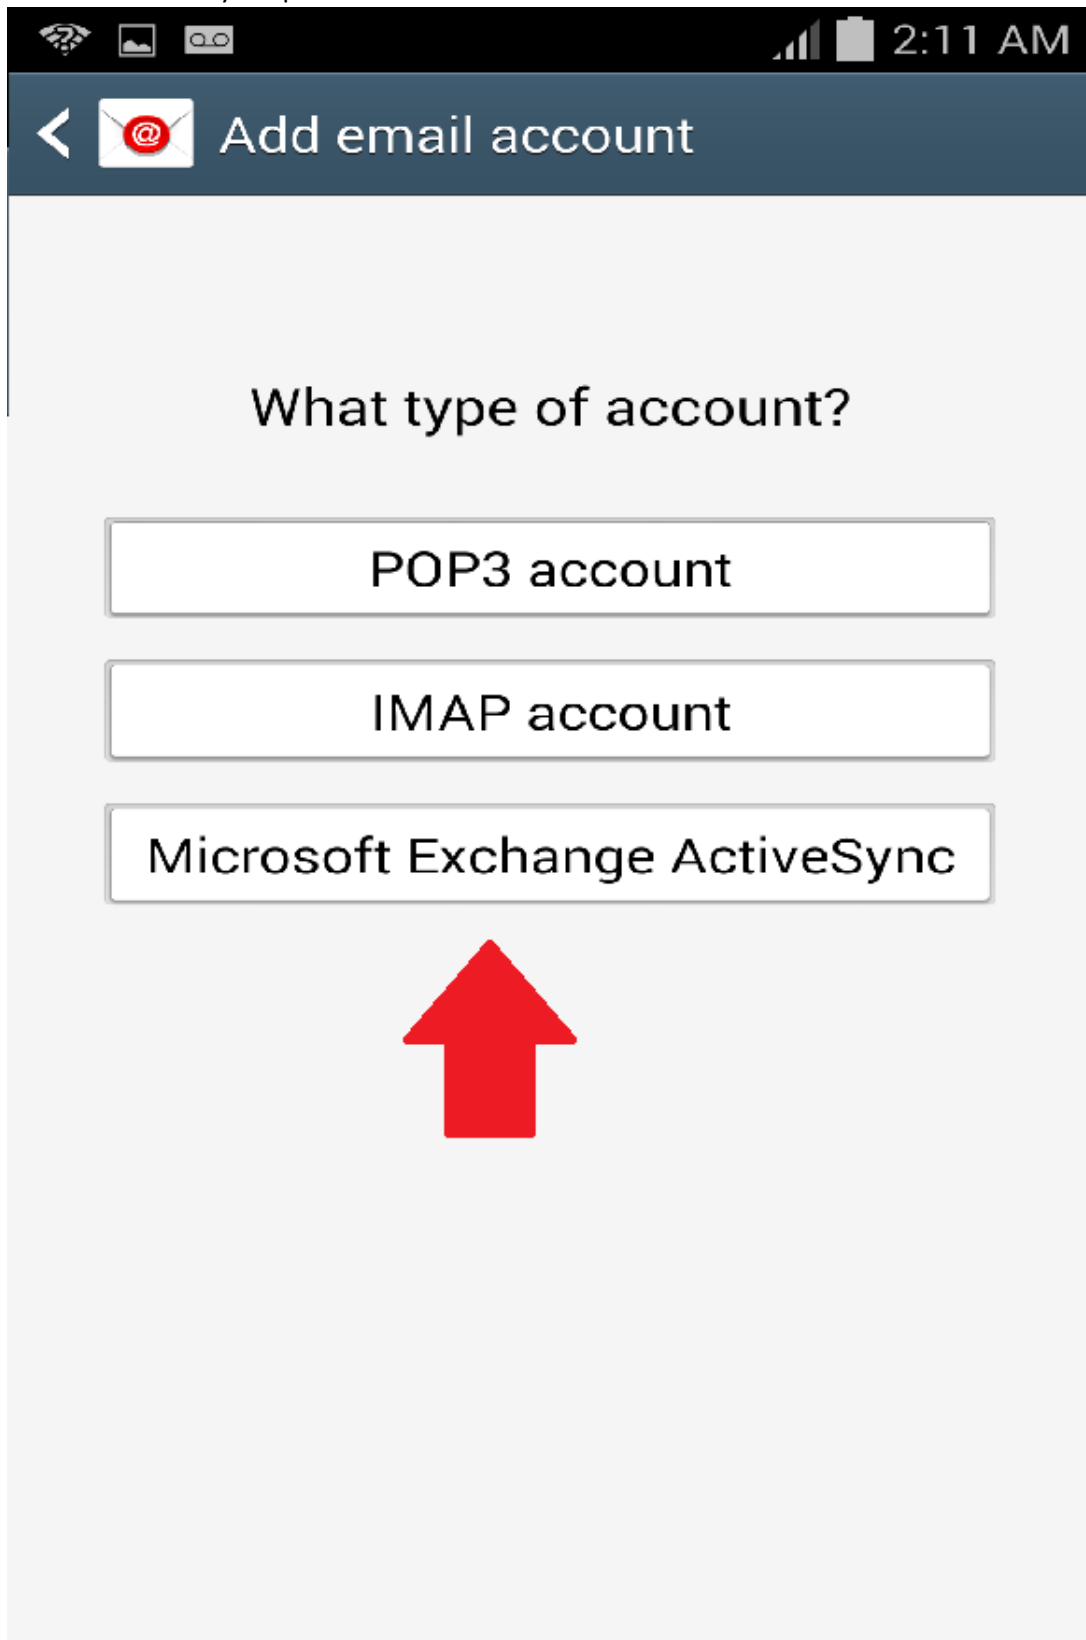 2:11 AM
@
Add email account
What type of account?
POP3 account
IMAP account
Microsoft Exchange ActiveSync